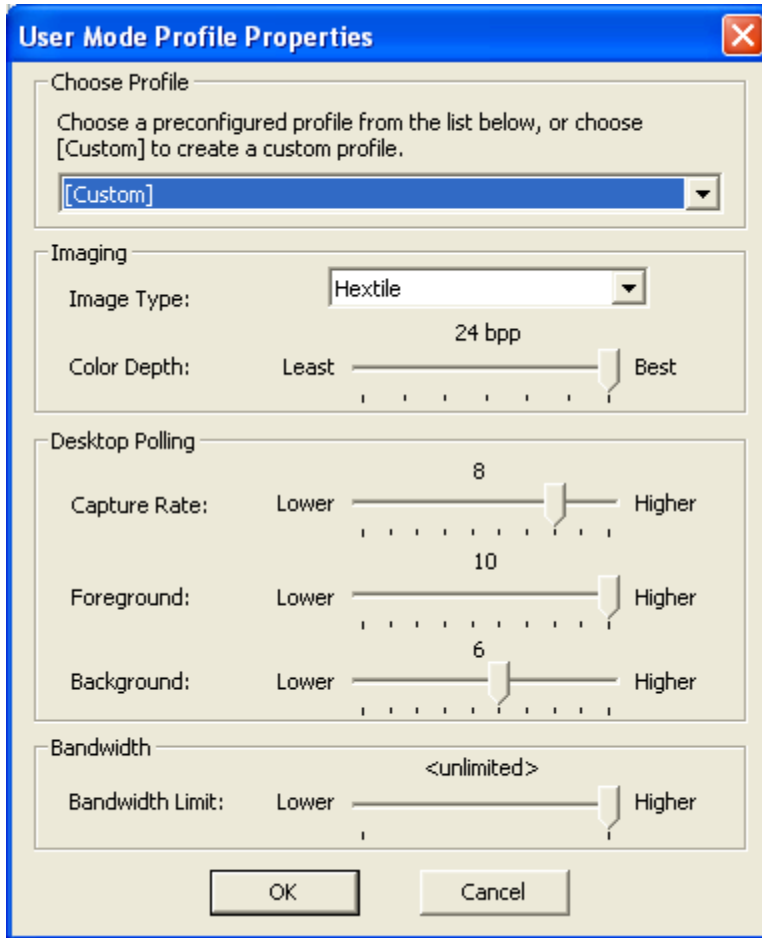 User Mode Profile Properties
Choose Profile
Choose a preconfigured profile from the list below, or choose
[Custom] to create a custom profile.
[Custom]
Imaging
Image Type: Hextile
24 bpp
Color Depth: Least Best
Desktop Polling
8
Capture Rate: Lower Higher
10
Foreground: Lower Higher
6
Background: Lower Higher
Bandwidth
<unlimited>
Bandwidth Limit: Lower Higher
OK Cancel